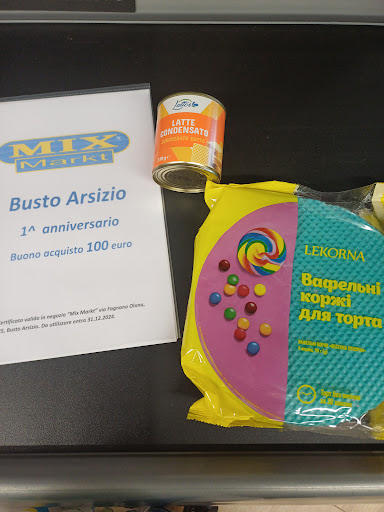 MIX
Markt
Busto Arsizio
1^ anniversario
Buono acquisto 100 euro
Certificato valido in negozio "Mix Markt" via Fagnano Olona,
Busto Arsizio. Da utilizzare entro 31.12.2024.
LATTE
CONDENSATO
LEKORNA
Вафельні
коржі
для торта